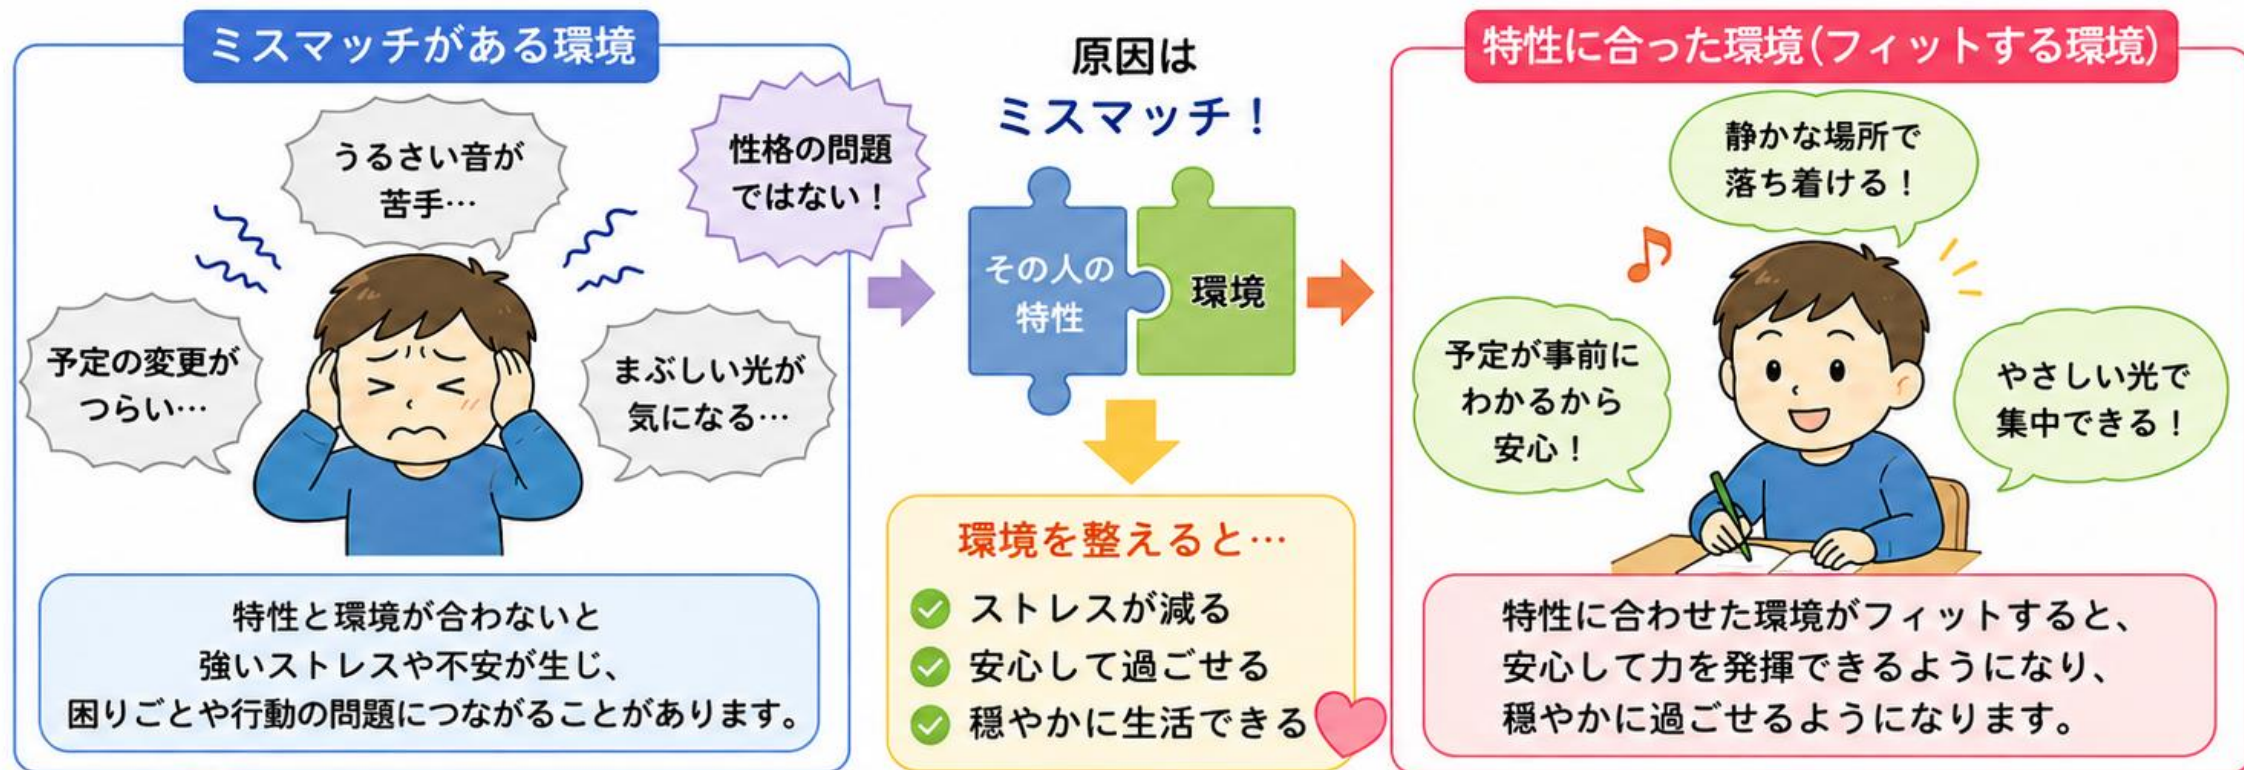 ミスマッチがある環境
うるさい音が
苦手…
予定の変更が
つらい…
まぶしい光が
気になる…
特性と環境が合わないと
強いストレスや不安が生じ、
困りごとや行動の問題につながることがあります。
性格の問題
ではない！
原因は
ミスマッチ！
その人の
特性
環境
環境を整えると…
ストレスが減る
安心して過ごせる
穏やかに生活できる
特性に合った環境（フィットする環境）
静かな場所で
落ち着ける！
予定が事前に
わかるから
安心！
やさしい光で
集中できる！
特性に合わせた環境がフィットすると、
安心して力を発揮できるようになり、
穏やかに過ごせるようになります。